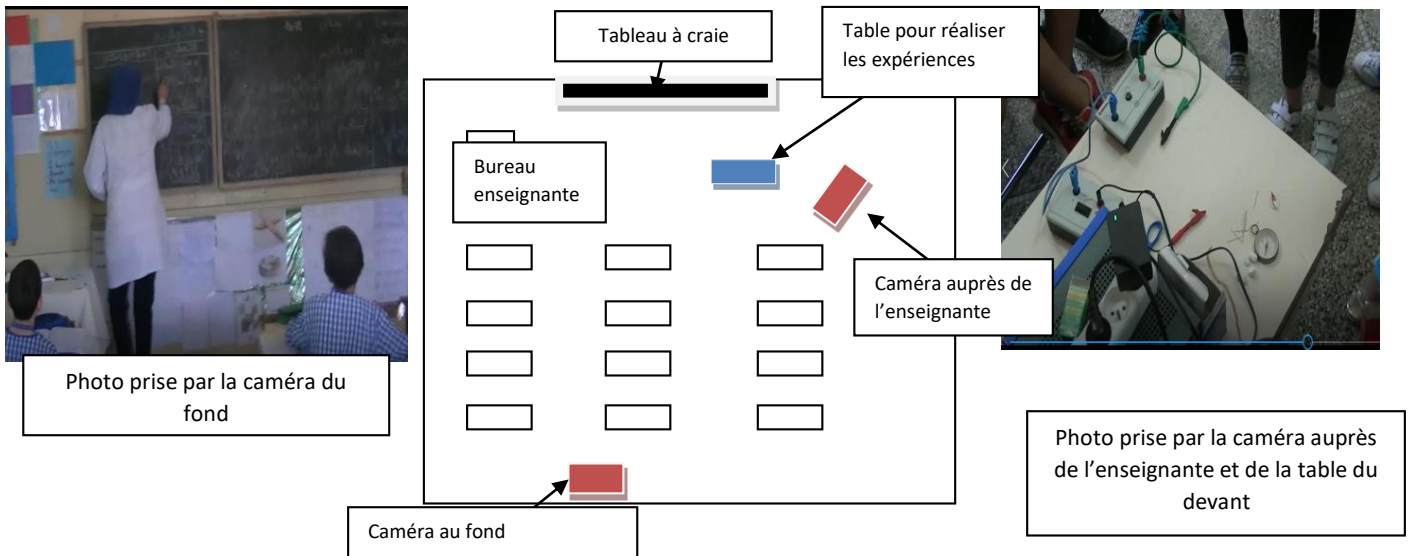 Tableau à craie
Table pour réaliser
les expériences
Bureau
enseignante
Caméra auprès de
l’enseignante
Photo prise par la caméra du
fond
Photo prise par la caméra auprès
de l’enseignante et de la table du
devant
Caméra au fond